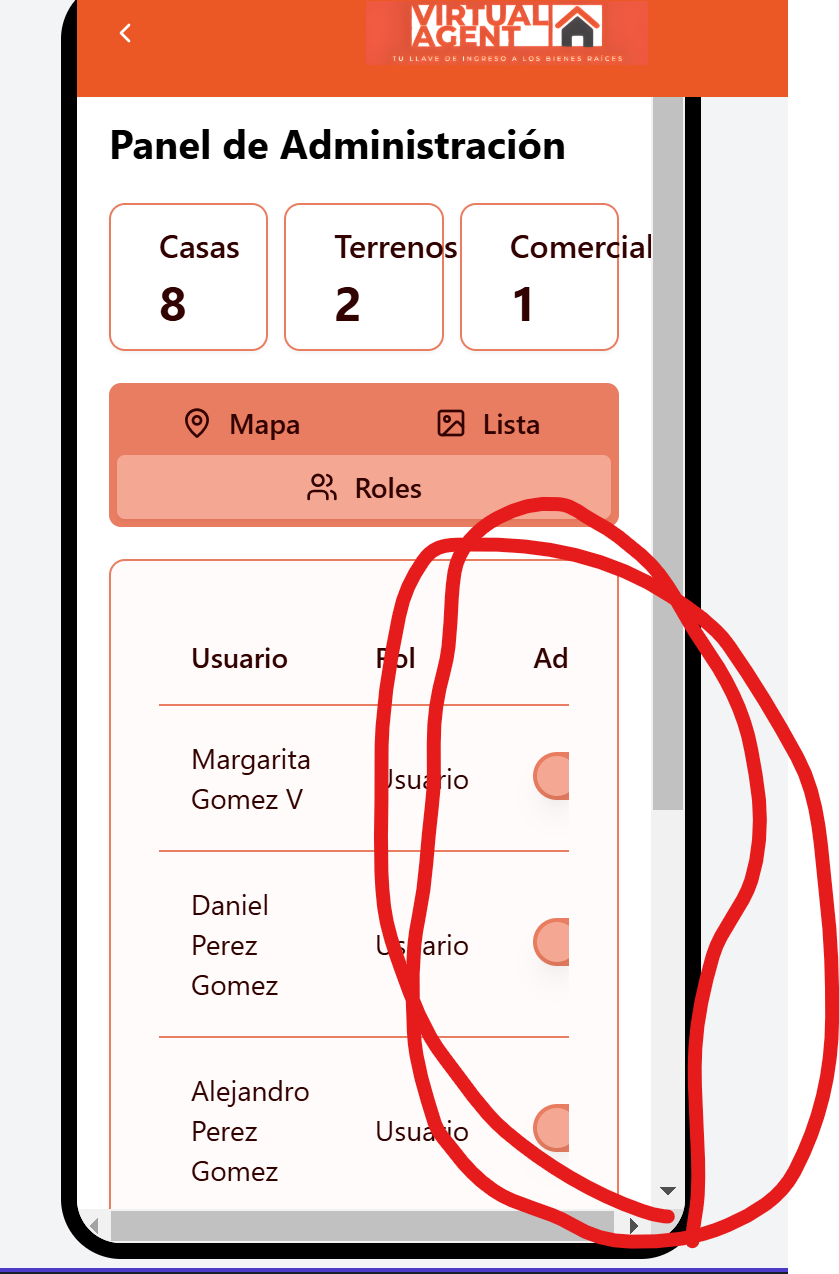 VIRTUAL
AGENT
TU LLAVE DE INGRESO A LOS BIENES RAÍCES
Panel de Administración
Casas
8
Terrenos
2
Comercial
1
Mapa
Lista
Roles
Usuario Rol Ad
Margarita
Gomez V
Usuario
Daniel
Perez
Gomez
Usuario
Alejandro
Perez
Gomez
Usuario